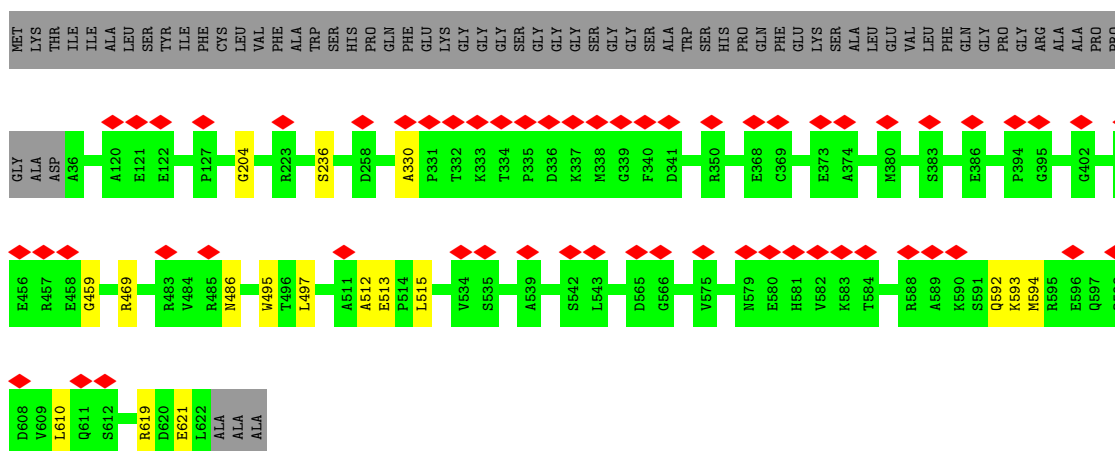 MET LYS THR ILE ILE ALA LEU SER TYR ILE PHE CYS LEU VAL PHE ALA TRP SER HIS PRO GLN PHE GLU LYS GLY GLY GLY SER GLY GLY GLY SER GLY GLY SER ALA TRP SER HIS PRO GLN PHE GLU LYS SER ALA LEU GLU VAL LEU PHE GLN GLY PRO GLY ARG ALA ALA PRO PRO
GLY ALA ASP A36 A120 E121 E122 P127 G204 R223 S236 D258 A330 P331 T332 K333 T334 P335 D336 K337 M338 G339 F340 D341 R350 E368 C369 E373 A374 M380 S383 E386 P394 G395 G402
E456 R457 E458 G459 R469 R483 V484 R485 N486 W495 T496 L497 A511 A512 E513 P514 L515 V534 S535 A539 S542 L543 D565 G566 V575 N579 E580 H581 V582 K583 T584 R588 A589 K590 S591 Q592 K593 M594 R595 E596 Q597
D608 V609 L610 Q611 S612 R619 D620 E621 L622 ALA ALA ALA